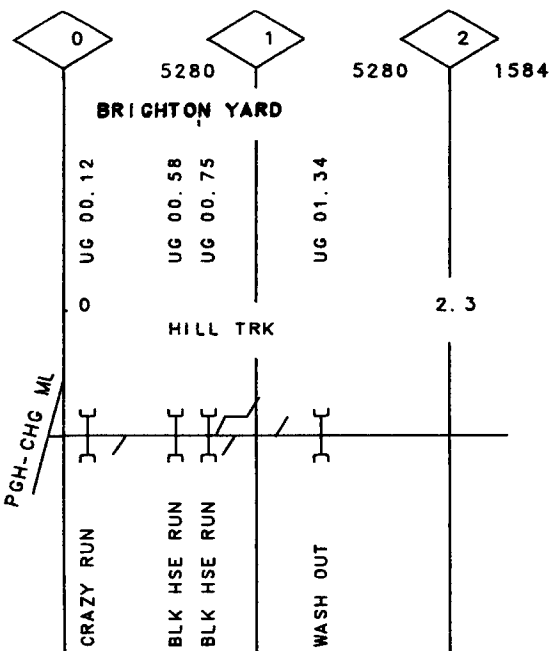 0
1
2
5280
5280
1584
BRIGHTON YARD
UG 00.12
UG 00.58
UG 00.75
UG 01.34
0
2.3
HILL TRK
PGH-CHG ML
CRAZY RUN
BLK HSE RUN
BLK HSE RUN
WASH OUT